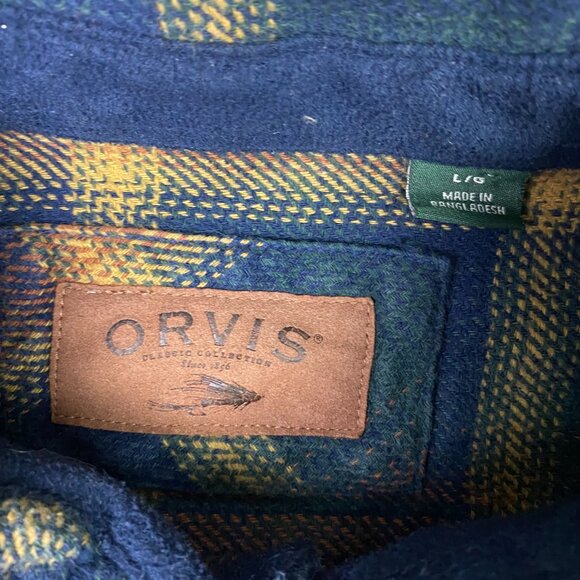 L/G
MADE IN
BANGLADESH
ORVIS®
CLASSIC COLLECTION
Since 1856